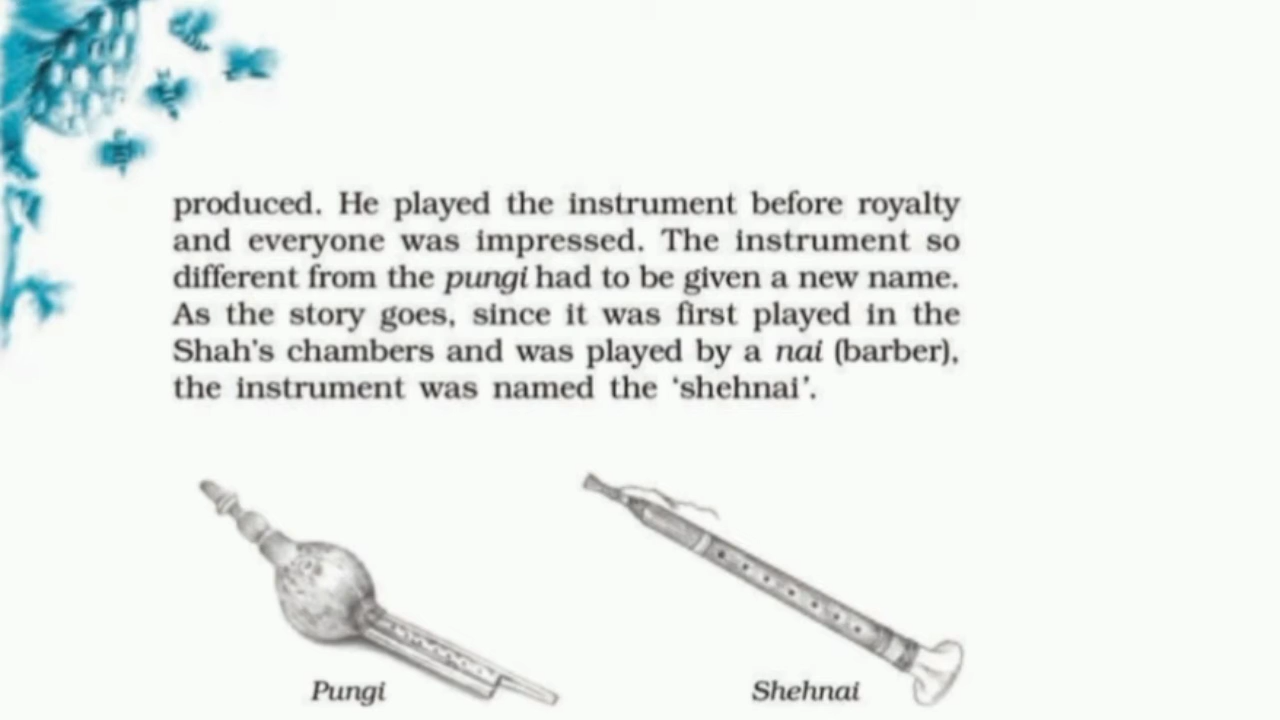 produced. He played the instrument before royalty
and everyone was impressed. The instrument so
different from the pungi had to be given a new name.
As the story goes, since it was first played in the
Shah's chambers and was played by a nai (barber),
the instrument was named the ‘shehnai’.
Pungi
Shehnai